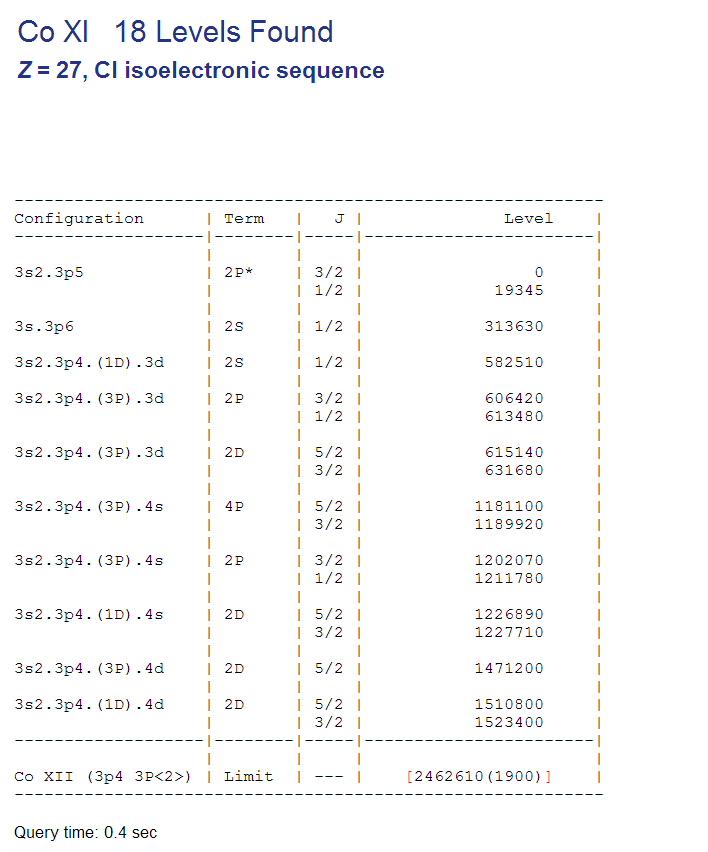 Co XI 18 Levels Found
Z = 27, Cl isoelectronic sequence
Configuration | Term | J | Level |
3s2.3p5 | 2P* | 3/2 | 0 |
| | 1/2 | 19345 |
3s.3p6 | 2S | 1/2 | 313630 |
3s2.3p4.(1D).3d | 2S | 1/2 | 582510 |
3s2.3p4.(3P).3d | 2P | 3/2 | 606420 |
| | 1/2 | 613480 |
3s2.3p4.(3P).3d | 2D | 5/2 | 615140 |
| | 3/2 | 631680 |
3s2.3p4.(3P).4s | 4P | 5/2 | 1181100 |
| | 3/2 | 1189920 |
3s2.3p4.(3P).4s | 2P | 3/2 | 1202070 |
| | 1/2 | 1211780 |
3s2.3p4.(1D).4s | 2D | 5/2 | 1226890 |
| | 3/2 | 1227710 |
3s2.3p4.(3P).4d | 2D | 5/2 | 1471200 |
3s2.3p4.(1D).4d | 2D | 5/2 | 1510800 |
| | 3/2 | 1523400 |
Co XII (3p4 3P<2>) | Limit | --- | [2462610(1900)] |
Query time: 0.4 sec